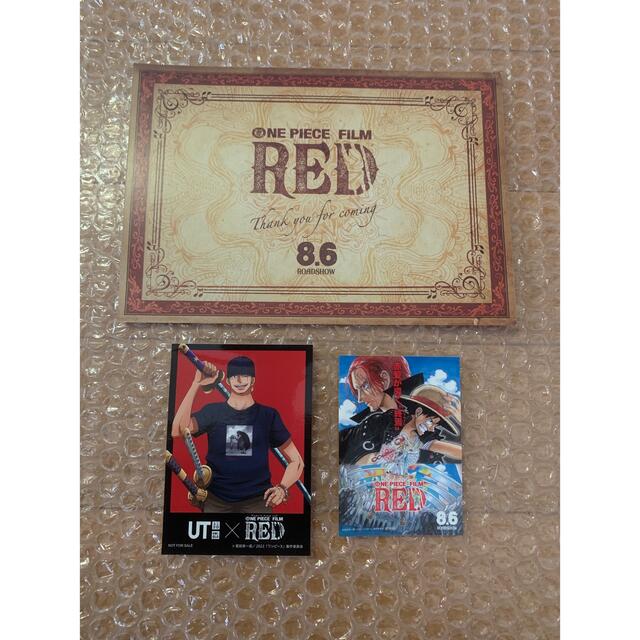 ONE PIECE FILM
RED
Thank you for coming
8.6
ROADSHOW
UT × ONE PIECE FILM
RED
NOT FOR SALE
ONE PIECE FILM
RED
8.6
ROADSHOW